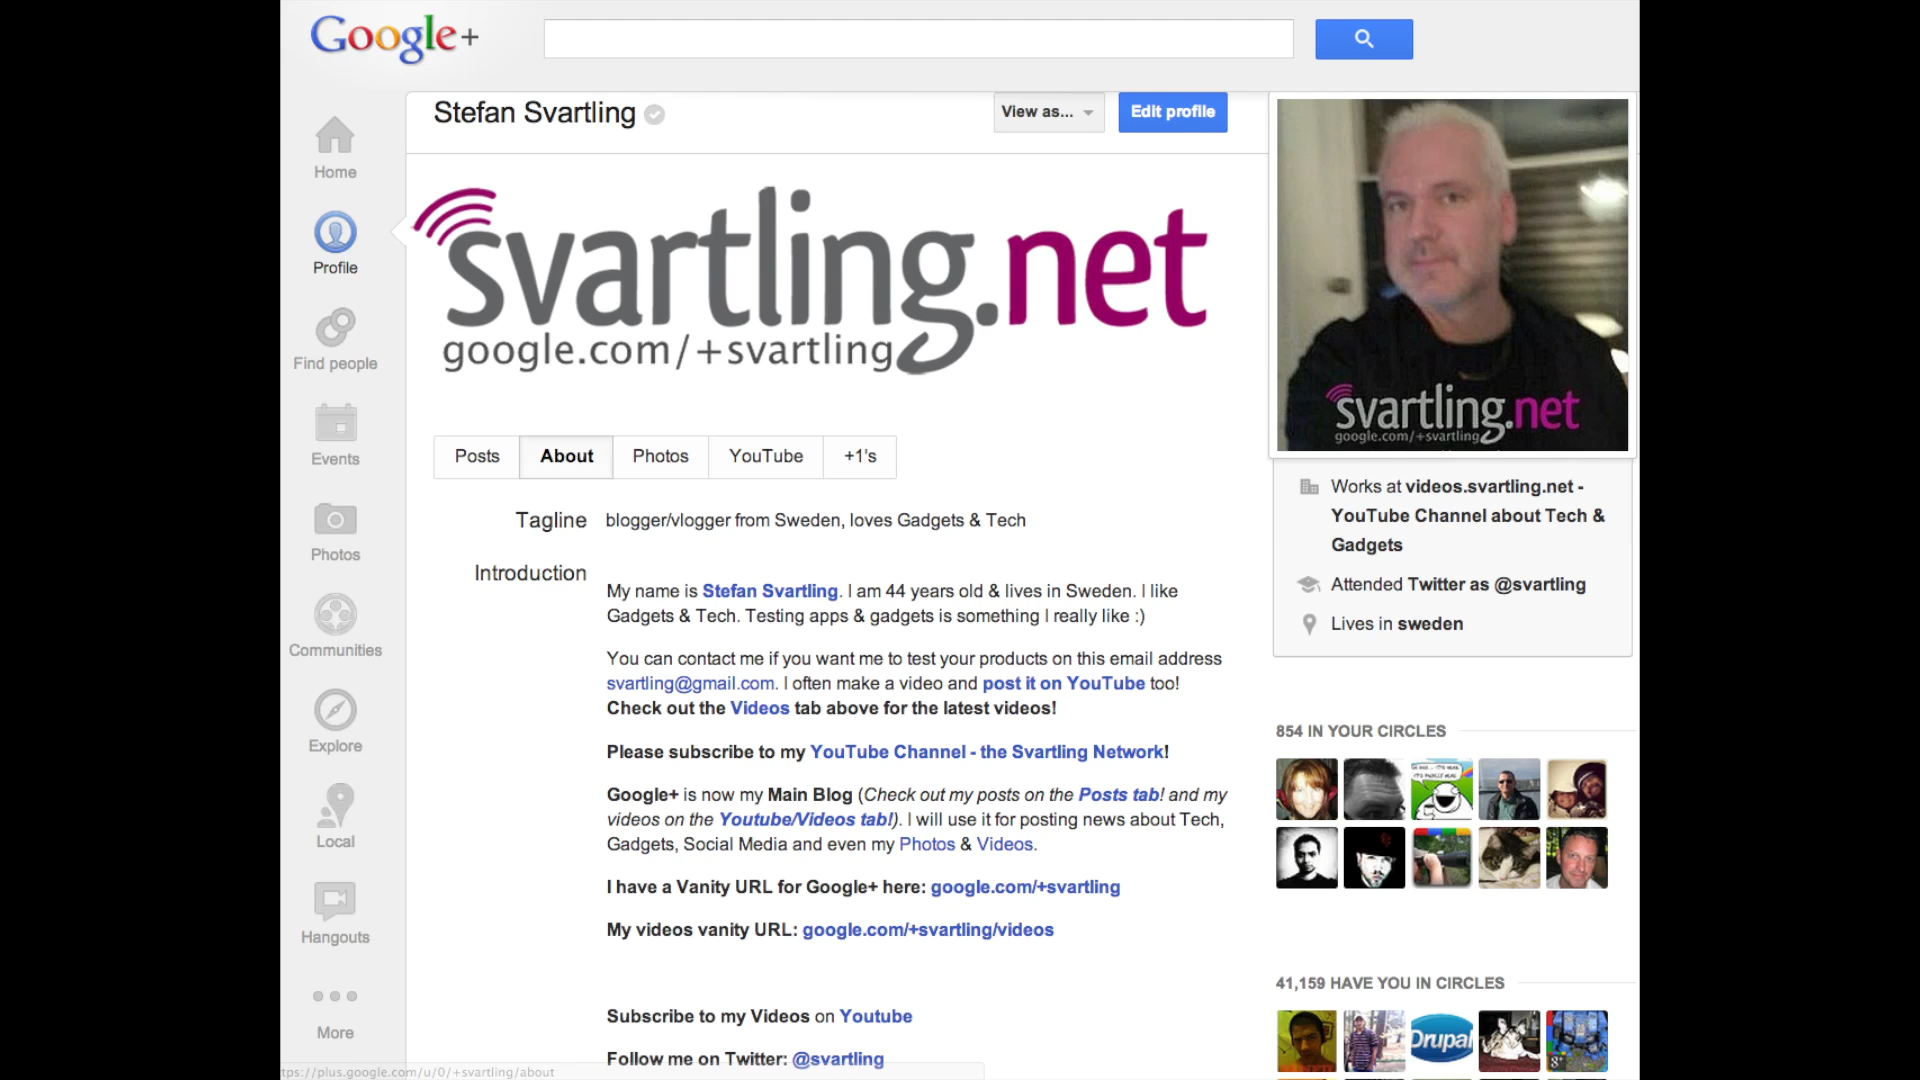 Google+
Stefan Svartling
View as...
Edit profile
Home
Profile
Find people
Events
Photos
Communities
Explore
Local
Hangouts
More
svartling.net
google.com/+svartling
Posts
About
Photos
YouTube
+1's
Tagline
blogger/vlogger from Sweden, loves Gadgets & Tech
Introduction
My name is Stefan Svartling. I am 44 years old & lives in Sweden. I like
Gadgets & Tech. Testing apps & gadgets is something I really like :)
You can contact me if you want me to test your products on this email address
svartling@gmail.com. I often make a video and post it on YouTube too!
Check out the Videos tab above for the latest videos!
Please subscribe to my YouTube Channel - the Svartling Network!
Google+ is now my Main Blog (Check out my posts on the Posts tab! and my
videos on the Youtube/Videos tab!). I will use it for posting news about Tech,
Gadgets, Social Media and even my Photos & Videos.
I have a Vanity URL for Google+ here: google.com/+svartling
My videos vanity URL: google.com/+svartling/videos
Subscribe to my Videos on Youtube
Follow me on Twitter: @svartling
tps://plus.google.com/u/0/+svartling/about
svartling.net
google.com/+svartling
Works at videos.svartling.net -
YouTube Channel about Tech &
Gadgets
Attended Twitter as @svartling
Lives in sweden
854 IN YOUR CIRCLES
41,159 HAVE YOU IN CIRCLES
Drupal
g+